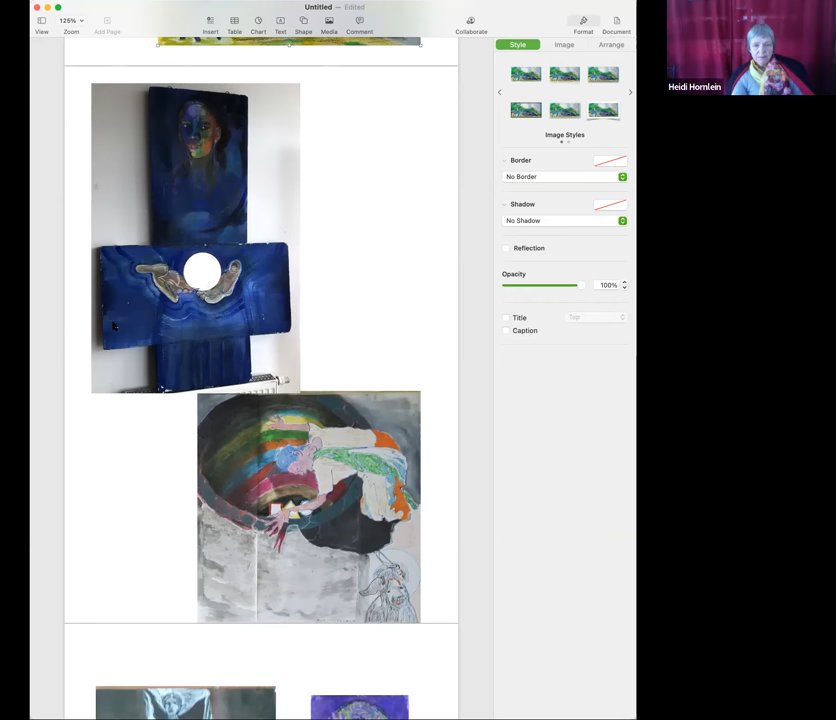 Untitled — Edited
125%
View
Zoom
Add Page
Insert
Table
Chart
Text
Shape
Media
Comment
Collaborate
Format
Document
Style
Image
Arrange
Image Styles
Border
No Border
Shadow
No Shadow
Reflection
Opacity
100%
Title
Caption
Heidi Hornlein